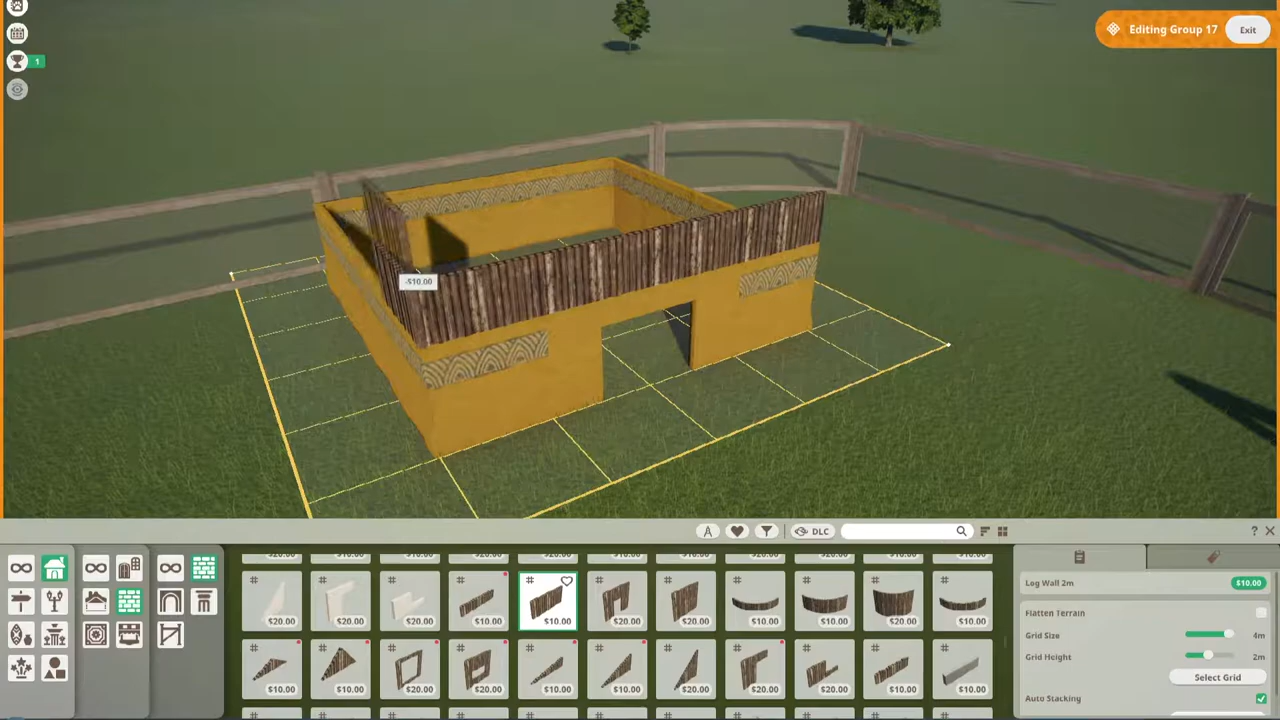 Editing Group 17
Exit
1
-$10.00
DLC
?
$20.00 $20.00 $20.00 $20.00 $10.00 $20.00 $20.00 $10.00 $10.00 $20.00 $10.00
$10.00 $10.00 $20.00 $20.00 $10.00 $10.00 $20.00 $20.00 $20.00 $10.00 $10.00
Log Wall 2m
$10.00
Flatten Terrain
Grid Size
4m
Grid Height
2m
Select Grid
Auto Stacking